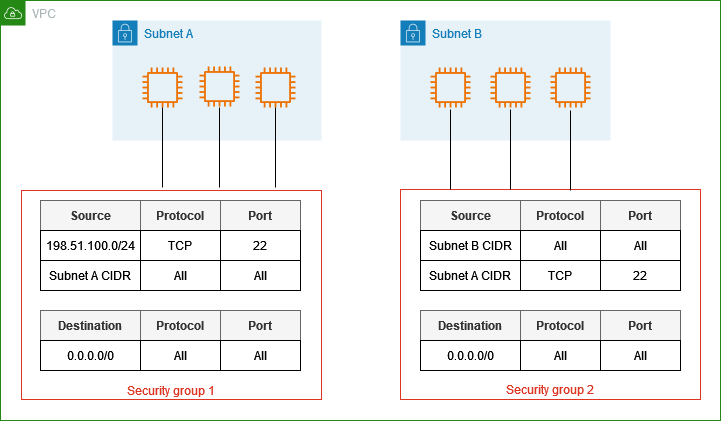 VPC
Subnet A
Subnet B
Source Protocol Port
198.51.100.0/24 TCP 22
Subnet A CIDR All All
Destination Protocol Port
0.0.0.0/0 All All
Security group 1
Source Protocol Port
Subnet B CIDR All All
Subnet A CIDR TCP 22
Destination Protocol Port
0.0.0.0/0 All All
Security group 2